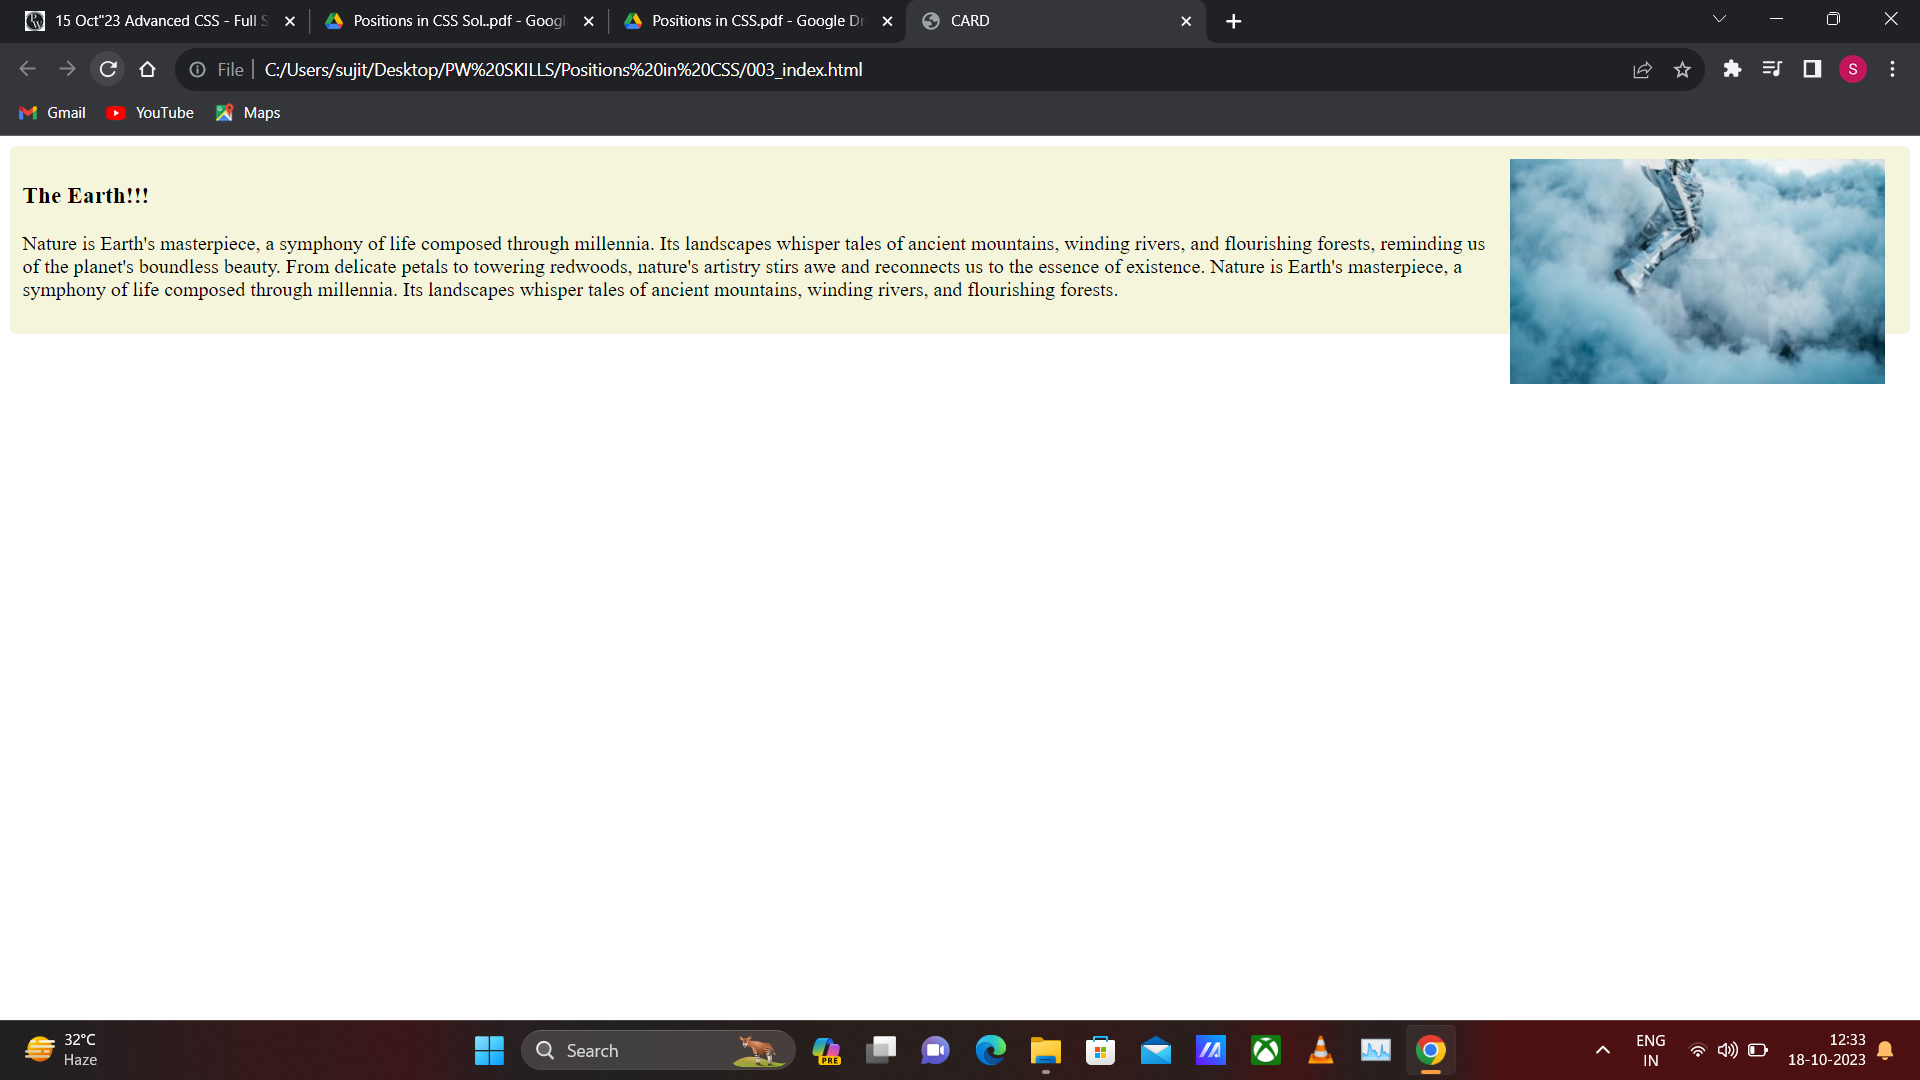 15 Oct"23 Advanced CSS - Full S
Positions in CSS Sol..pdf - Googl
Positions in CSS.pdf - Google Dr
CARD
File
C:/Users/sujit/Desktop/PW%20SKILLS/Positions%20in%20CSS/003_index.html
S
Gmail
YouTube
Maps
The Earth!!!
Nature is Earth's masterpiece, a symphony of life composed through millennia. Its landscapes whisper tales of ancient mountains, winding rivers, and flourishing forests, reminding us
of the planet's boundless beauty. From delicate petals to towering redwoods, nature's artistry stirs awe and reconnects us to the essence of existence. Nature is Earth's masterpiece, a
symphony of life composed through millennia. Its landscapes whisper tales of ancient mountains, winding rivers, and flourishing forests.
32°C
Haze
Search
PRE
ENG
IN
12:33
18-10-2023